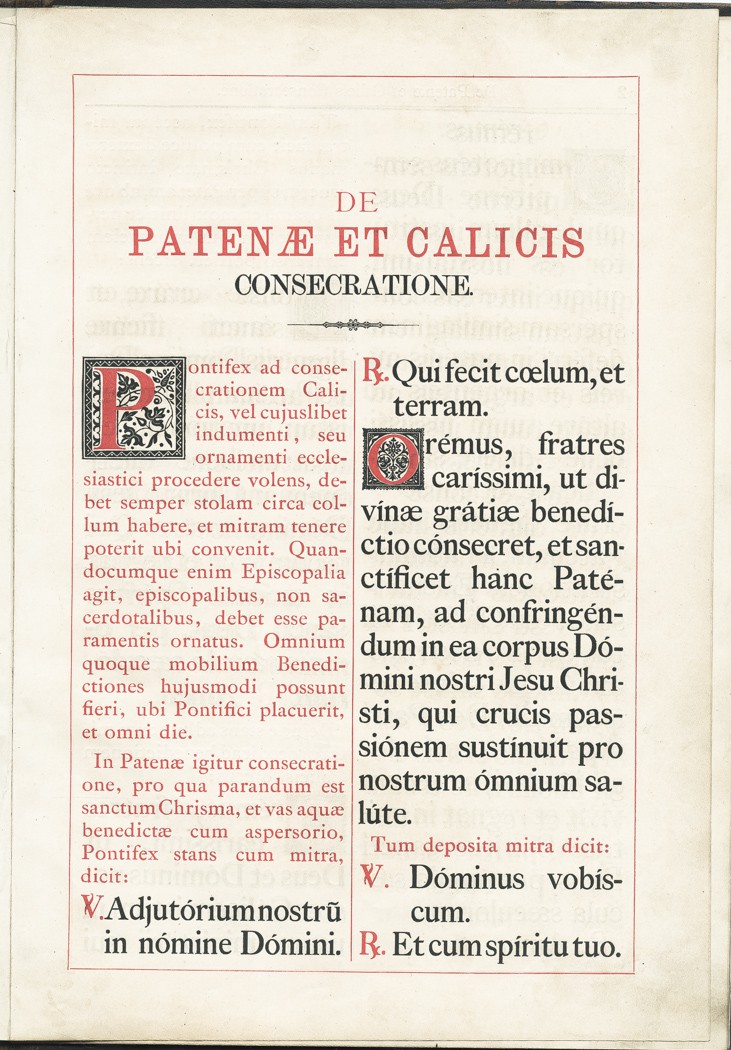 DE
PATENÆ ET CALICIS
CONSECRATIONE.
Pontifex ad conse-
crationem Cali-
cis, vel cujuslibet
indumenti, seu
ornamenti eccle-
siastici procedere volens, de-
bet semper stolam circa col-
lum habere, et mitram tenere
poterit ubi convenit. Quan-
documque enim Episcopalia
agit, episcopalibus, non sa-
cerdotalibus, debet esse pa-
ramentis ornatus. Omnium
quoque mobilium Benedi-
ctiones hujusmodi possunt
fieri, ubi Pontifici placuerit,
et omni die.
In Patenæ igitur consecrati-
one, pro qua parandum est
sanctum Chrisma, et vas aquæ
benedictæ cum aspersorio,
Pontifex stans cum mitra,
dicit:
℣. Adjutórium nostrū
in nómine Dómini.
℟. Qui fecit cœlum, et
terram.
Orémus, fratres
caríssimi, ut di-
vínæ grátiæ benedí-
ctio cónsecret, et san-
ctíficet hanc Paté-
nam, ad confringén-
dum in ea corpus Dó-
mini nostri Jesu Chri-
sti, qui crucis pas-
siónem sustínuit pro
nostrum ómnium sa-
lúte.
Tum deposita mitra dicit:
℣. Dóminus vobís-
cum.
℟. Et cum spíritu tuo.